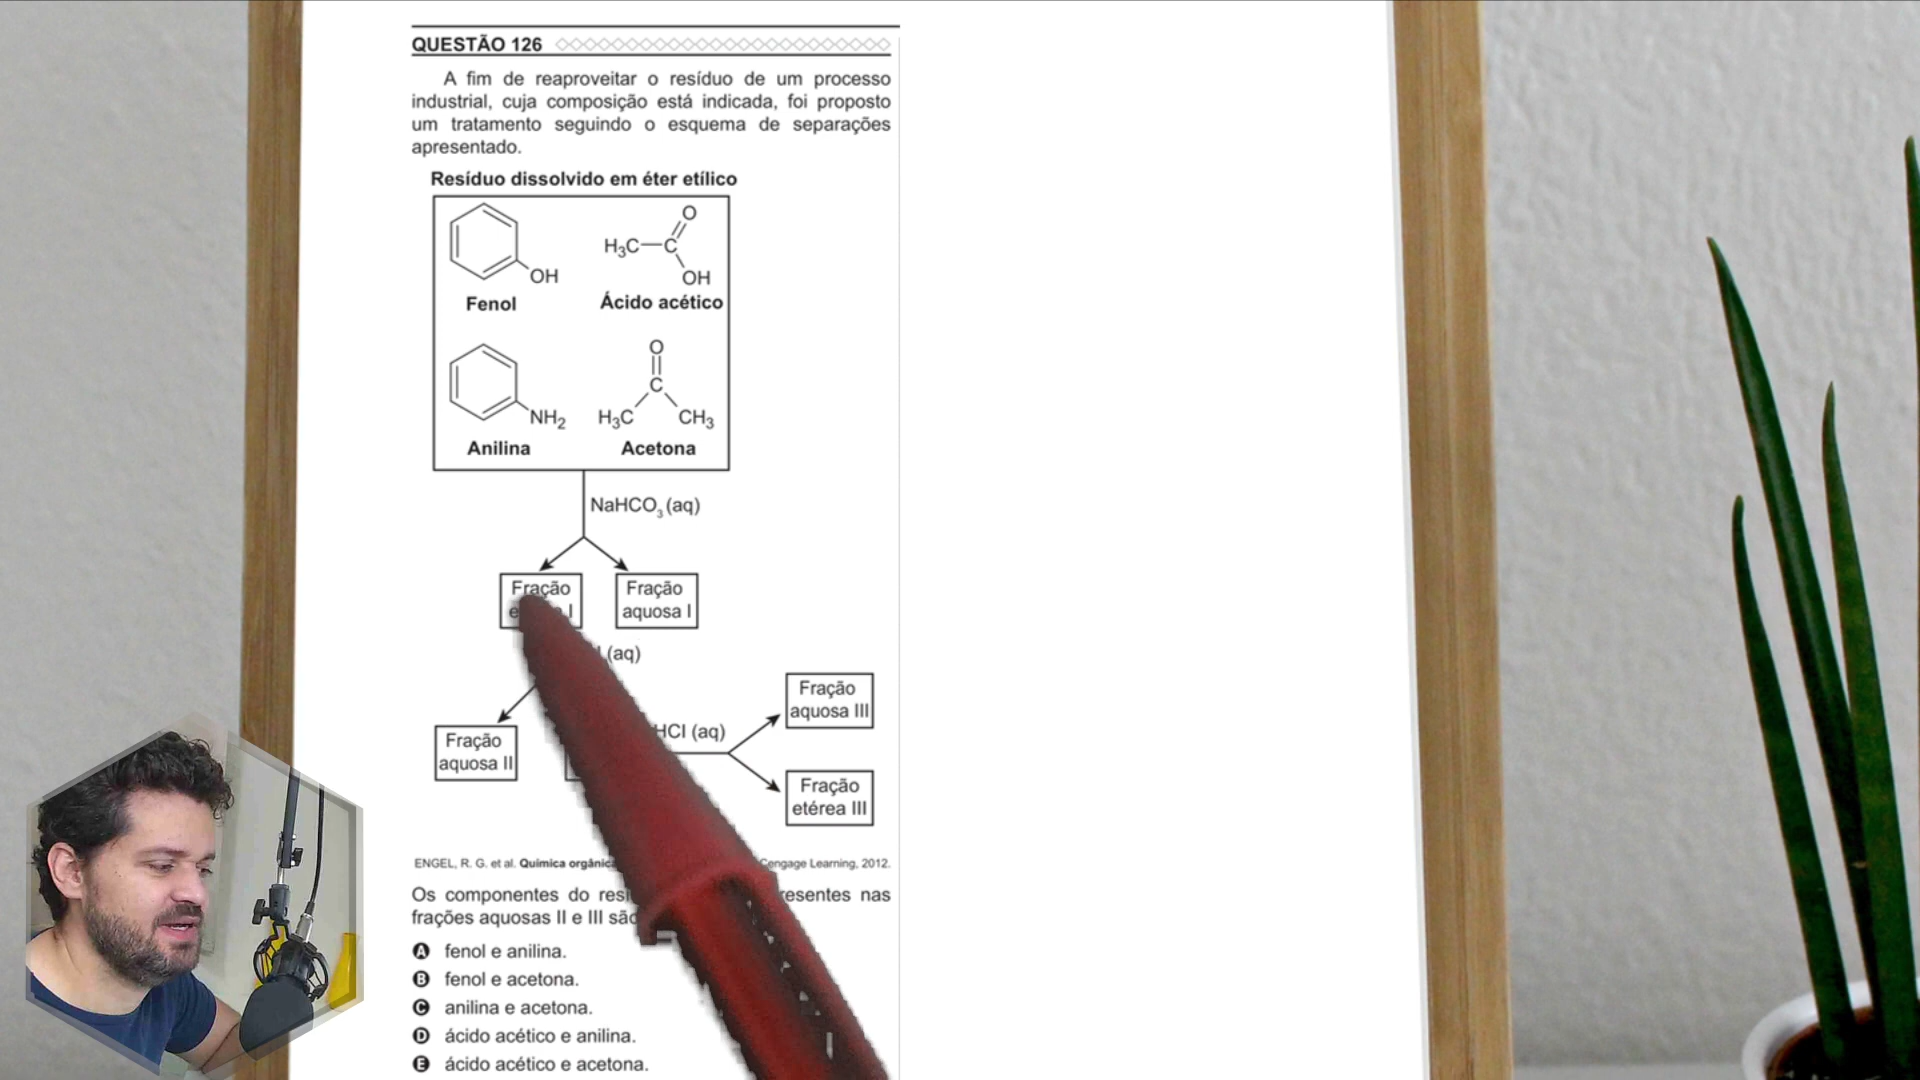 QUESTÃO 126
A fim de reaproveitar o resíduo de um processo
industrial, cuja composição está indicada, foi proposto
um tratamento seguindo o esquema de separações
apresentado.
Resíduo dissolvido em éter etílico
OH
Fenol
O
H₃C C
OH
Ácido acético
NH₂
Anilina
O
C
H₃C CH₃
Acetona
NaHCO₃ (aq)
Fração
I
Fração
aquosa I
(aq)
Fração
aquosa II
HCl (aq)
Fração
aquosa III
Fração
etérea III
ENGEL, R. G. et al. Química orgânica Cengage Learning, 2012.
Os componentes do nas
frações aquosas II e III são
A fenol e anilina.
B fenol e acetona.
C anilina e acetona.
D ácido acético e anilina.
E ácido acético e acetona.